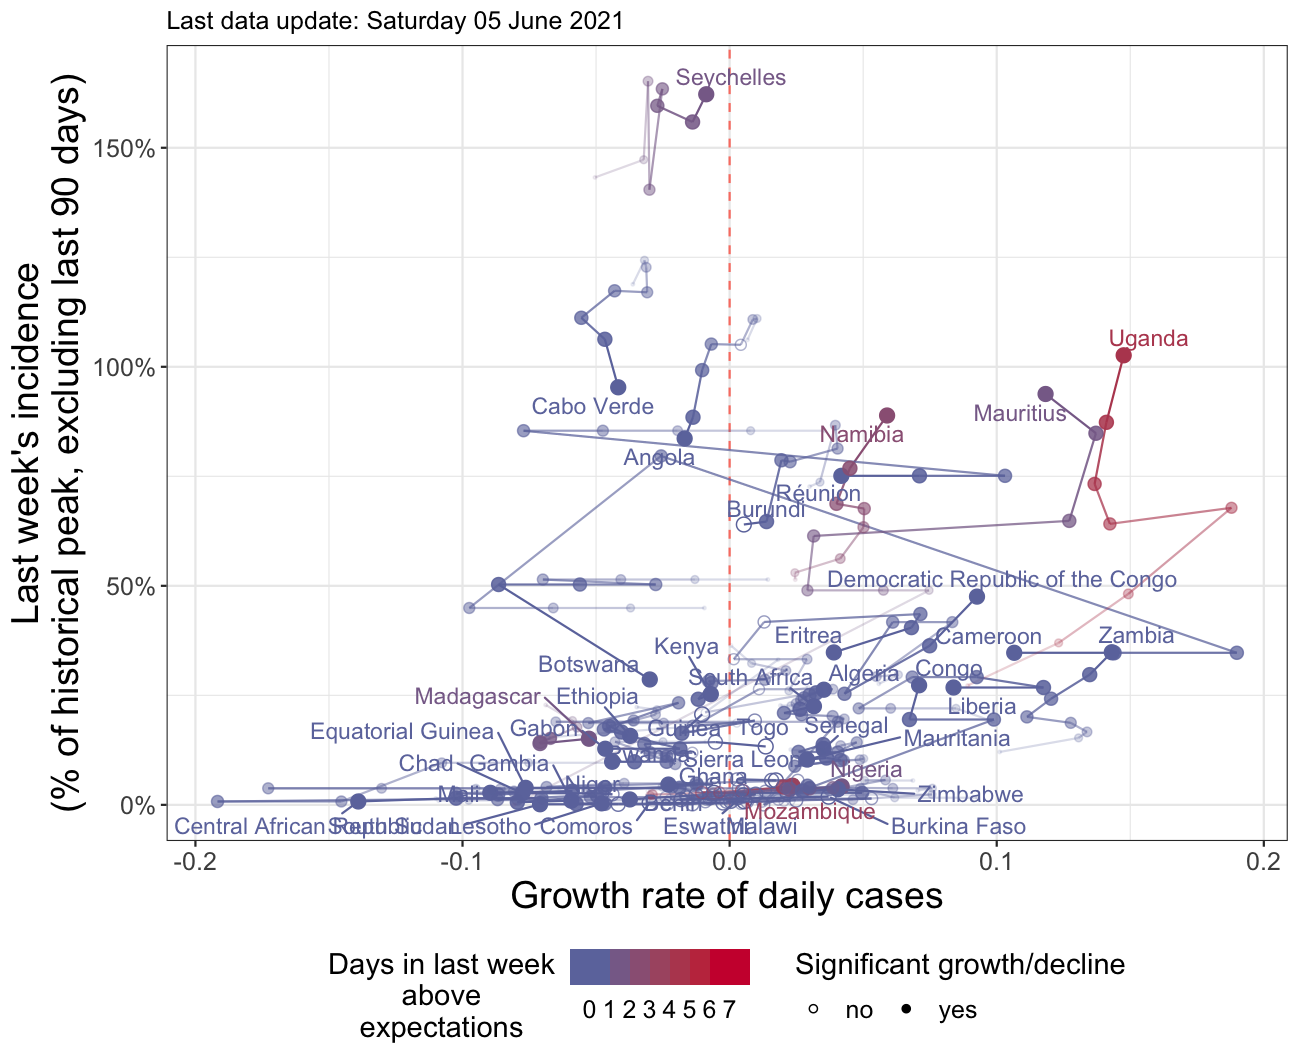 Last data update: Saturday 05 June 2021
Last week's incidence
(% of historical peak, excluding last 90 days)
150%
100%
50%
0%
Seychelles
Uganda
Cabo Verde
Mauritius
Namibia
Angola
Réunion
Burundi
Democratic Republic of the Congo
Eritrea
Cameroon
Zambia
Kenya
Botswana
South Africa
Algeria
Congo
Madagascar
Ethiopia
Liberia
Equatorial Guinea
Gabon
Guinea
Togo
Senegal
Mauritania
Rwanda
Sierra Leone
Chad
Gambia
Ghana
Nigeria
Niger
Mali
Benin
Zimbabwe
Mozambique
Central African Republic
South Sudan
Lesotho
Comoros
Eswatini
Malawi
Burkina Faso
-0.2
-0.1
0.0
0.1
0.2
Growth rate of daily cases
Days in last week
above
expectations
0 1 2 3 4 5 6 7
Significant growth/decline
no
yes